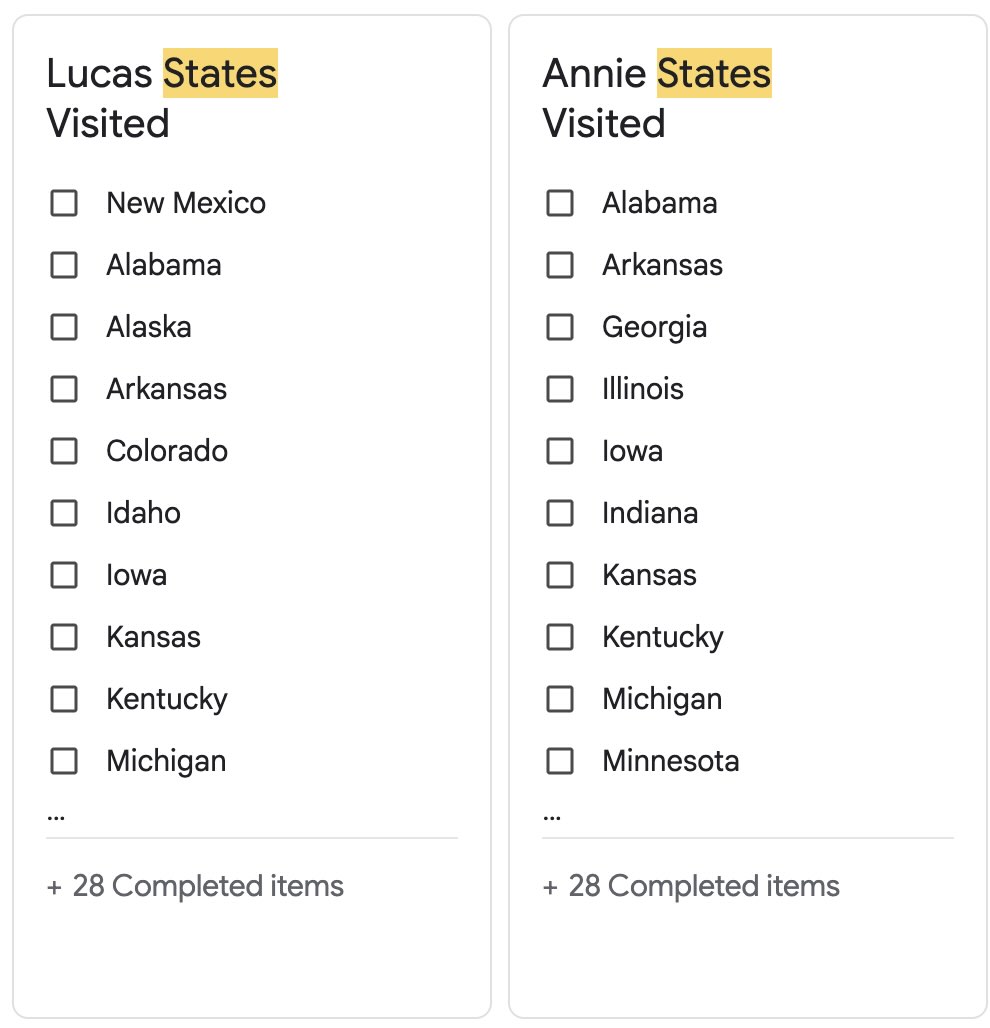 Lucas States
Visited
New Mexico
Alabama
Alaska
Arkansas
Colorado
Idaho
Iowa
Kansas
Kentucky
Michigan
...
+ 28 Completed items
Annie States
Visited
Alabama
Arkansas
Georgia
Illinois
Iowa
Indiana
Kansas
Kentucky
Michigan
Minnesota
...
+ 28 Completed items